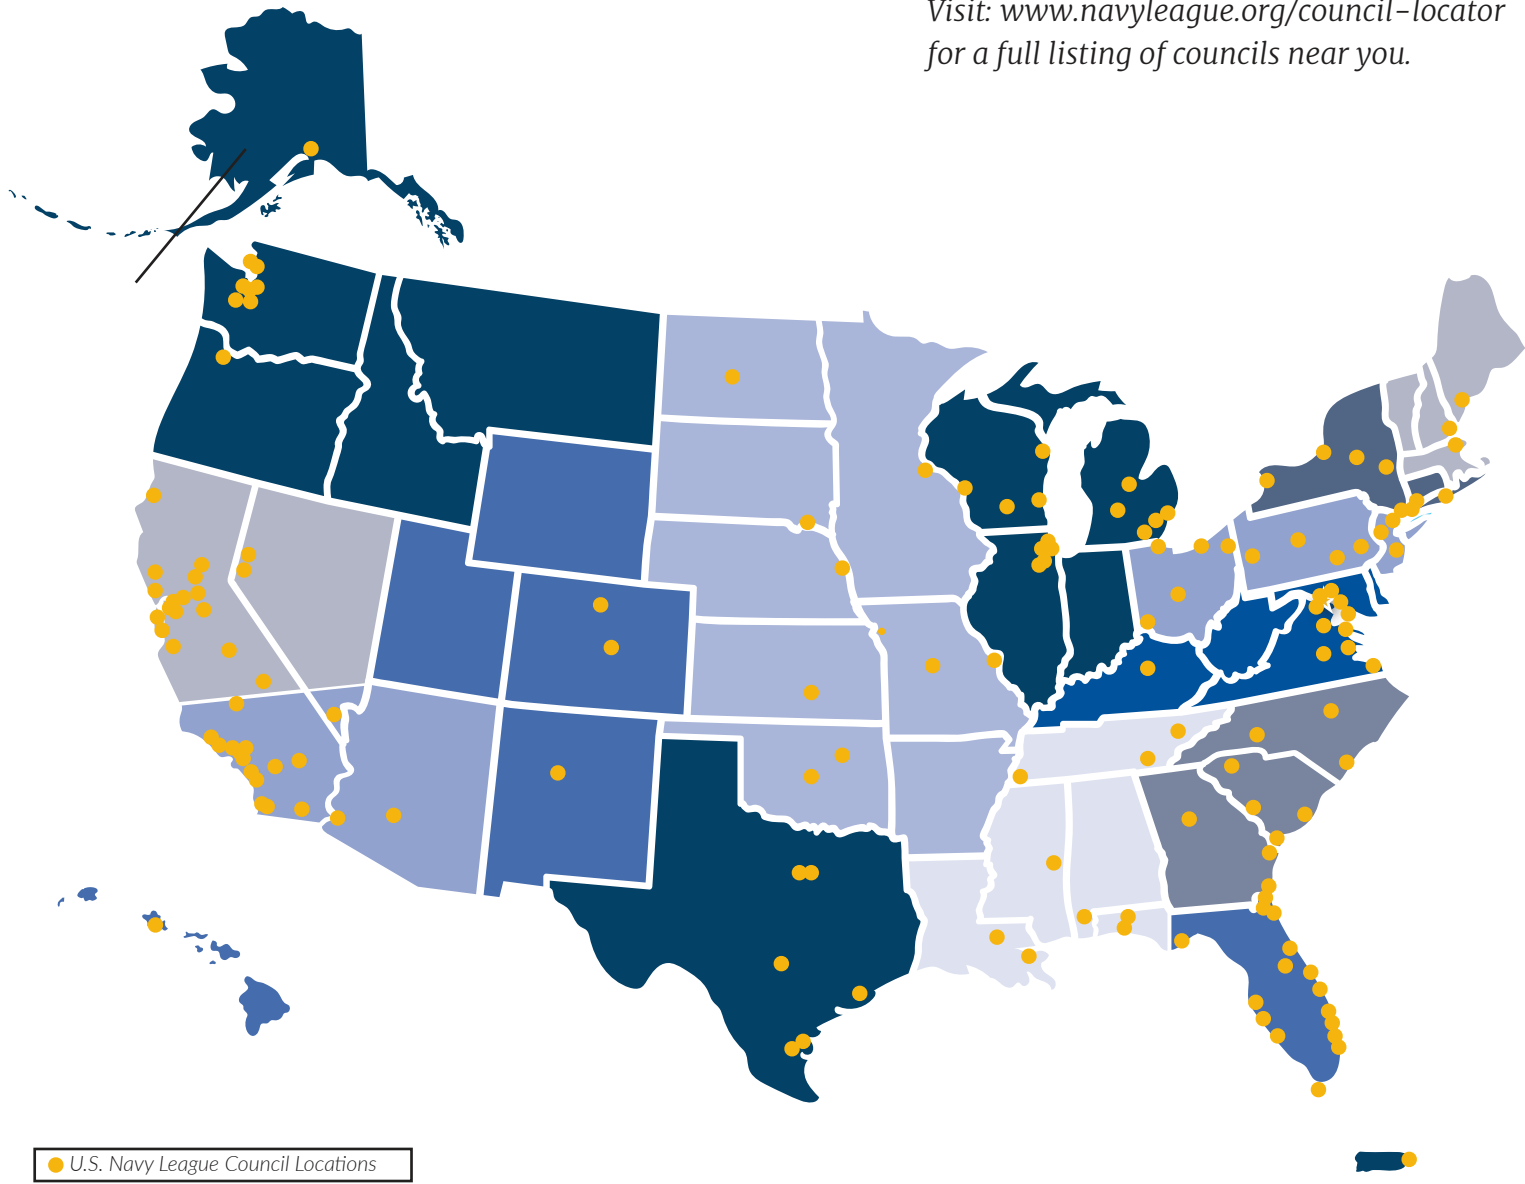 Visit: www.navyleague.org/council-locator
for a full listing of councils near you.
U.S. Navy League Council Locations